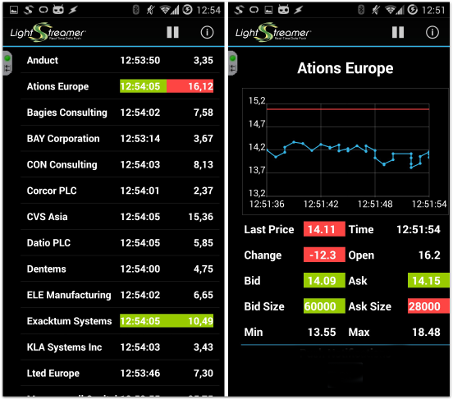 12:54
LightStreamer
Anduct 12:53:50 3,35
Ations Europe 12:54:05 16,12
Bagies Consulting 12:54:02 7,58
BAY Corporation 12:53:14 3,67
CON Consulting 12:54:03 8,13
Corcor PLC 12:54:01 2,37
CVS Asia 12:54:05 15,36
Datio PLC 12:54:05 5,85
Dentems 12:54:00 4,75
ELE Manufacturing 12:54:02 6,65
Exacktum Systems 12:54:05 10,49
KLA Systems Inc 12:54:03 3,43
Lted Europe 12:53:46 7,30
12:51
LightStreamer
Ations Europe
15,2
14,7
14,2
13,7
13,2
12:51:36 12:51:42 12:51:48 12:51:54
Last Price 14.11 Time 12:51:54
Change -12.3 Open 16.2
Bid 14.09 Ask 14.15
Bid Size 60000 Ask Size 28000
Min 13.55 Max 18.48